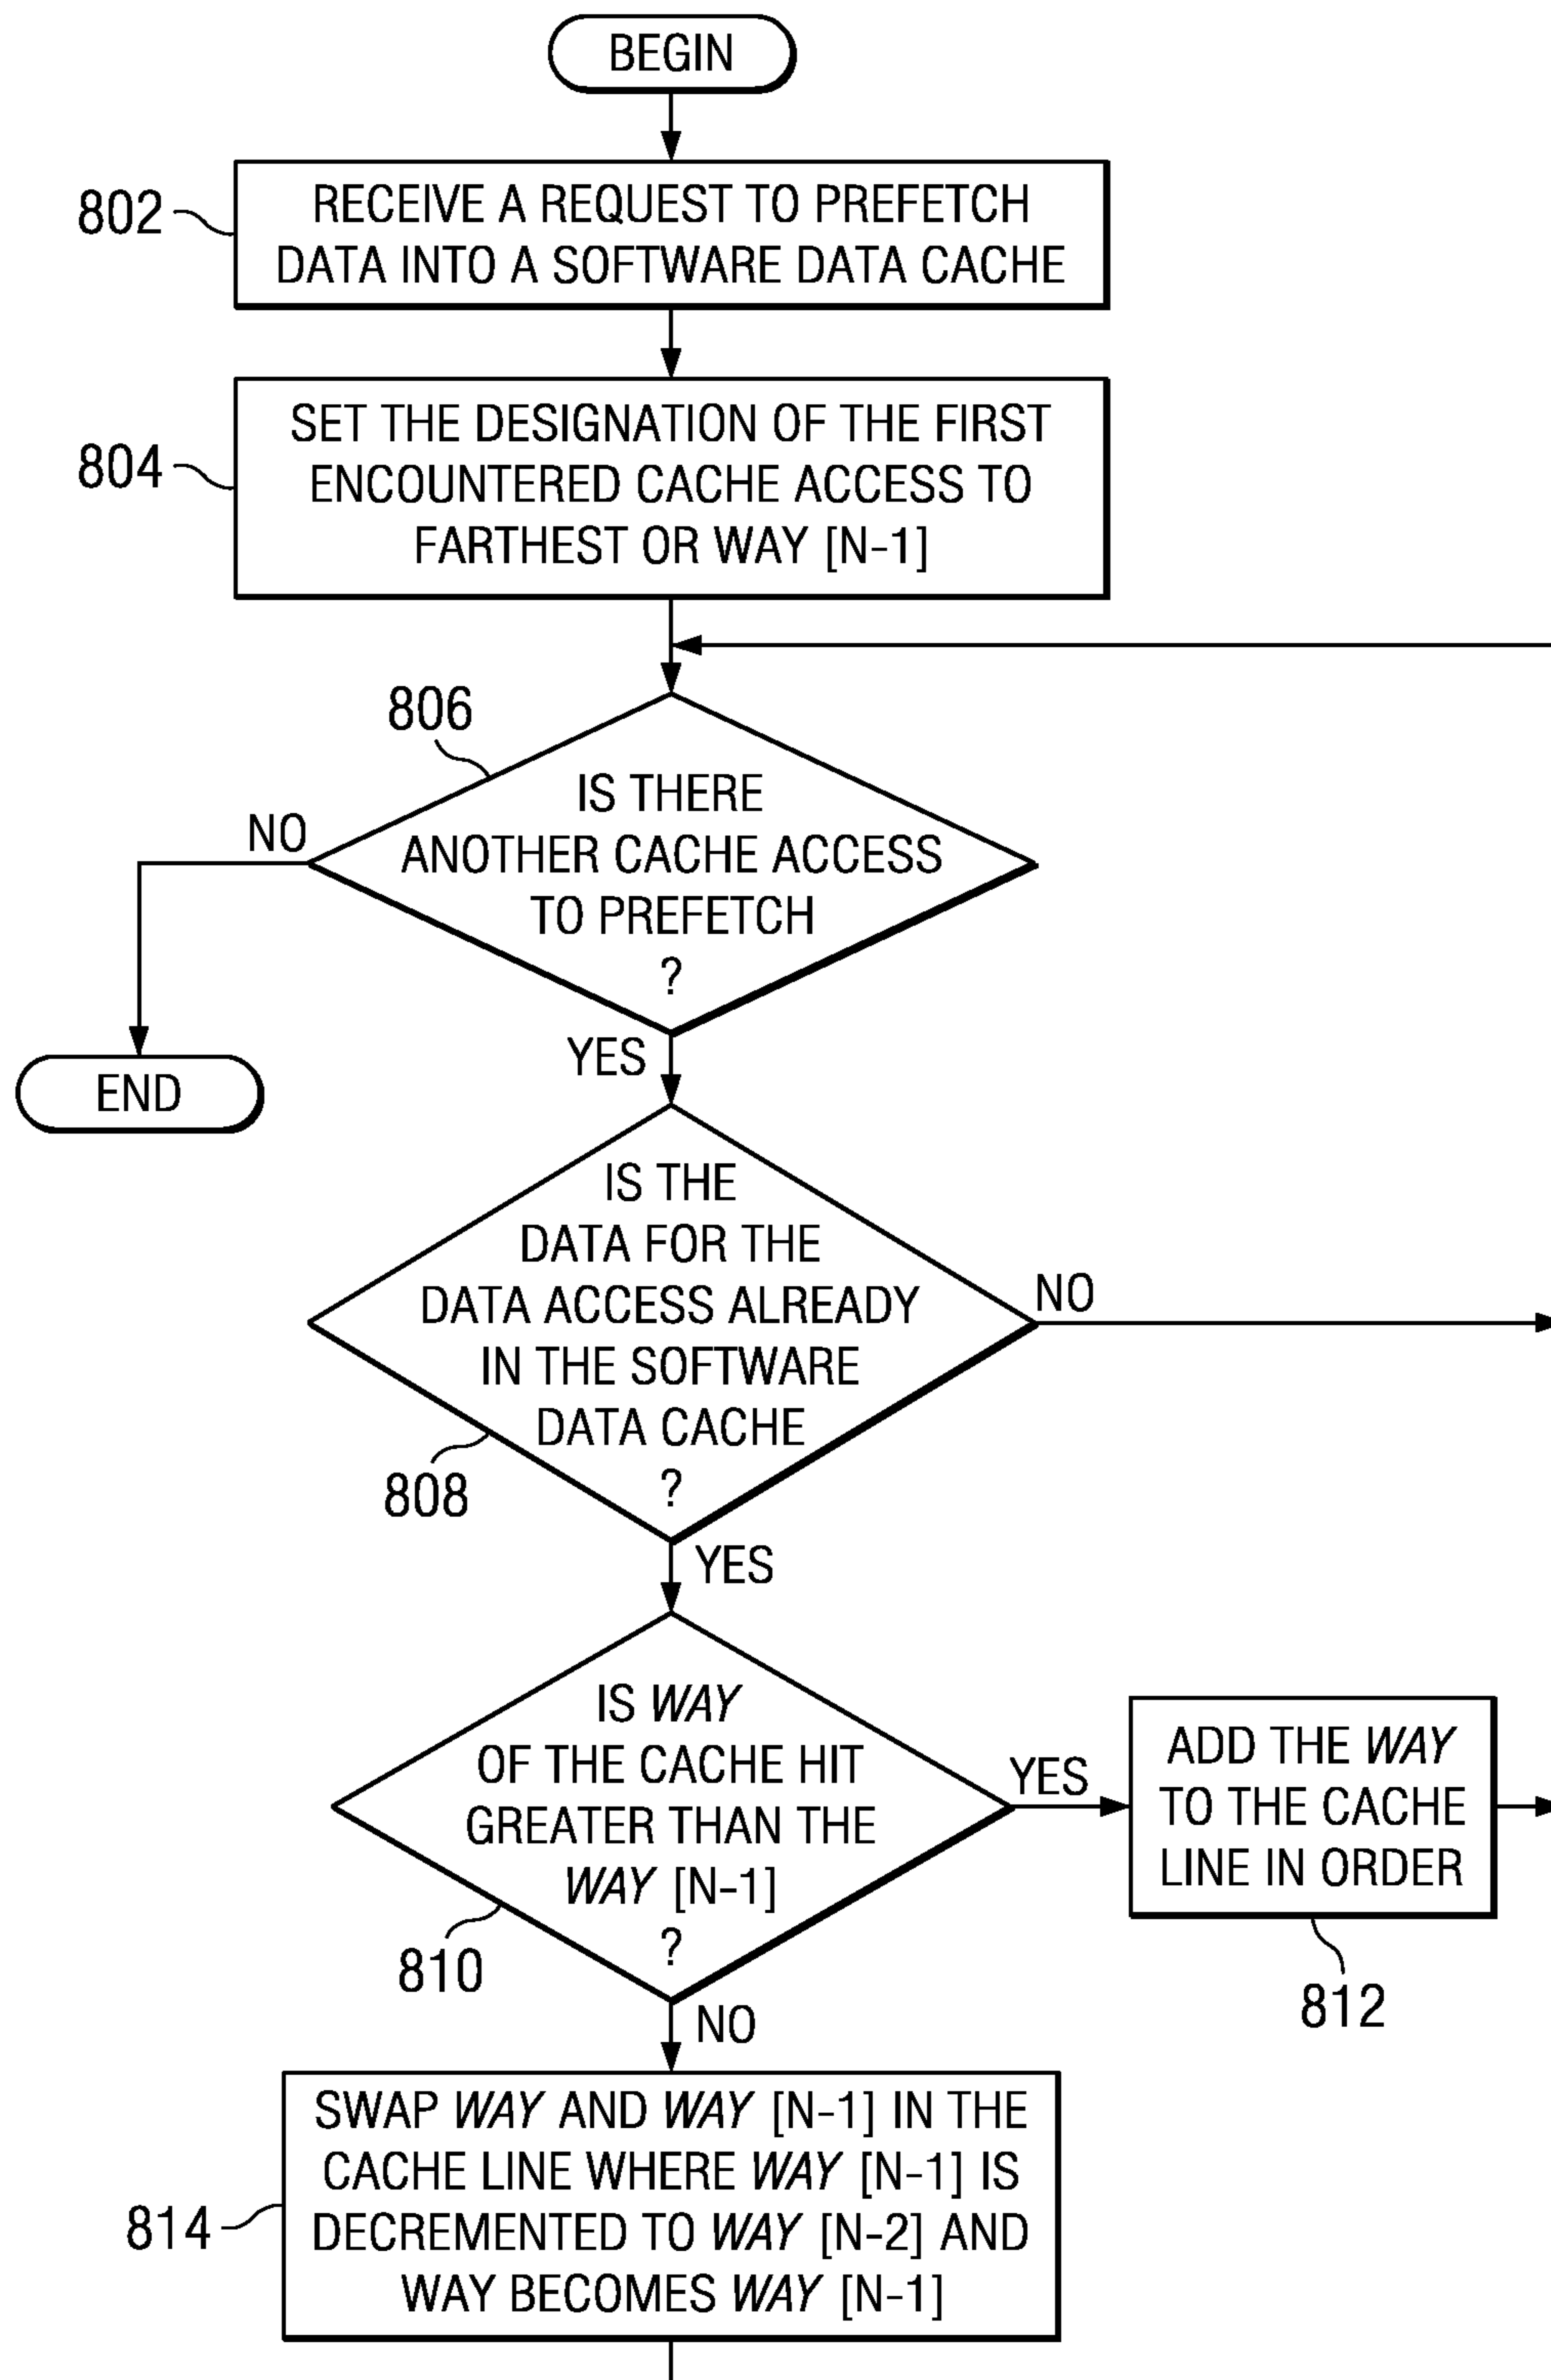 BEGIN
802
RECEIVE A REQUEST TO PREFETCH
DATA INTO A SOFTWARE DATA CACHE
804
SET THE DESIGNATION OF THE FIRST
ENCOUNTERED CACHE ACCESS TO
FARTHEST OR WAY [N-1]
806
IS THERE
ANOTHER CACHE ACCESS
TO PREFETCH
?
NO
YES
END
IS THE
DATA FOR THE
DATA ACCESS ALREADY
IN THE SOFTWARE
DATA CACHE
?
NO
808
YES
IS WAY
OF THE CACHE HIT
GREATER THAN THE
WAY [N-1]
?
YES
810
ADD THE WAY
TO THE CACHE
LINE IN ORDER
812
NO
814
SWAP WAY AND WAY [N-1] IN THE
CACHE LINE WHERE WAY [N-1] IS
DECREMENTED TO WAY [N-2] AND
WAY BECOMES WAY [N-1]